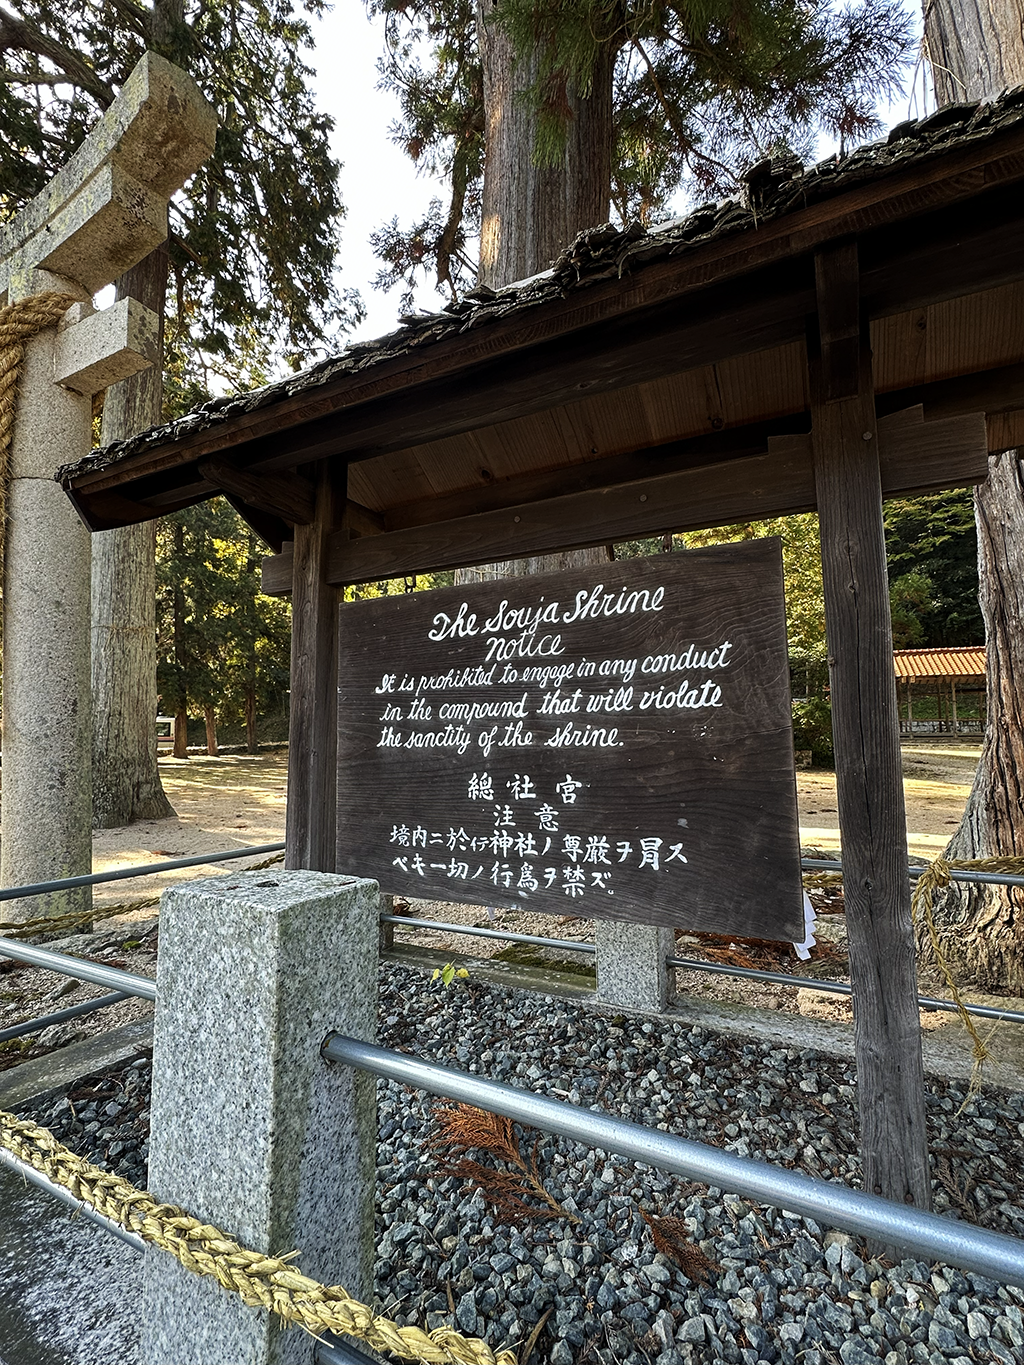 The Souja Shrine
notice
It is prohibited to engage in any conduct
in the compound that will violate
the sanctity of the shrine.
總社宮
注意
境内ニ於テ神社ノ尊厳ヲ冐ス
ベキ一切ノ行為ヲ禁ズ。